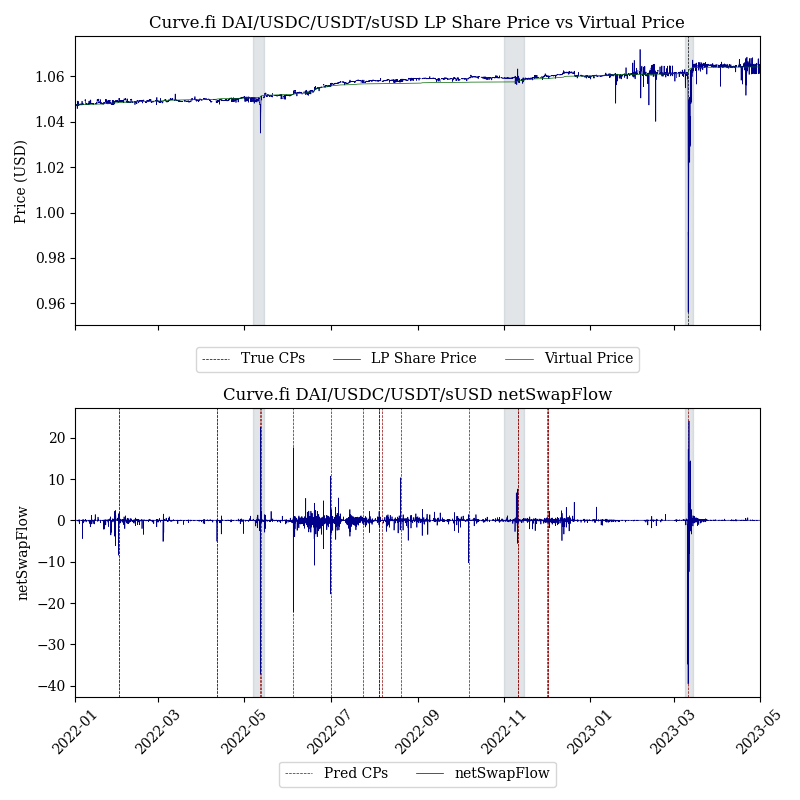 Curve.fi DAI/USDC/USDT/sUSD LP Share Price vs Virtual Price
Price (USD)
1.06
1.04
1.02
1.00
0.98
0.96
True CPs
LP Share Price
Virtual Price
Curve.fi DAI/USDC/USDT/sUSD netSwapFlow
netSwapFlow
20
10
0
−10
−20
−30
−40
2022-01
2022-03
2022-05
2022-07
2022-09
2022-11
2023-01
2023-03
2023-05
Pred CPs
netSwapFlow